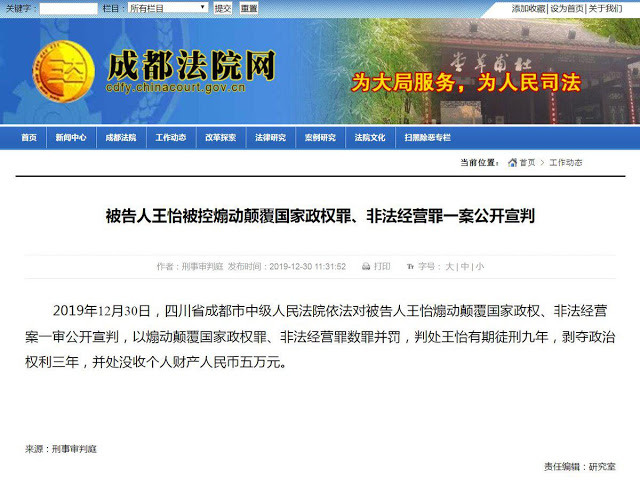 关键字： 栏目：所有栏目 提交 重置 添加收藏|设为首页|关于我们
成都法院网
cdfy.chinacourt.gov.cn
草堂
为大局服务，为人民司法
首页 新闻中心 成都法院 工作动态 改革探索 法律研究 案例研究 法院文化 扫黑除恶专栏
当前位置： 首页 > 工作动态
被告人王怡被控煽动颠覆国家政权罪、非法经营罪一案公开宣判
作者：刑事审判庭 发布时间：2019-12-30 11:31:52 打印 字号： 大 | 中 | 小
2019年12月30日，四川省成都市中级人民法院依法对被告人王怡煽动颠覆国家政权、非法经营
案一审公开宣判，以煽动颠覆国家政权罪、非法经营罪数罪并罚，判处王怡有期徒刑九年，剥夺政治
权利三年，并处没收个人财产人民币五万元。
来源：刑事审判庭
责任编辑：研究室